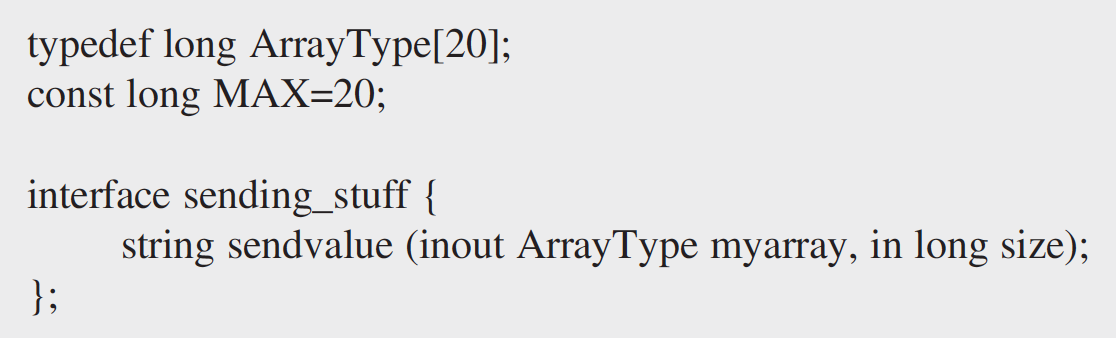 typedef long ArrayType[20];
const long MAX=20;
interface sending_stuff {
string sendvalue (inout ArrayType myarray, in long size);
};